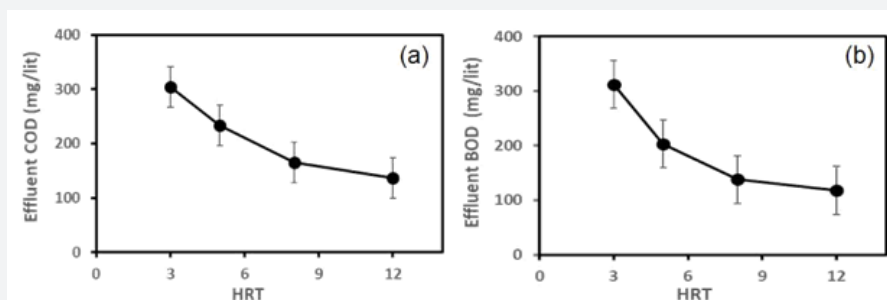 (a)
Effluent COD (mg/lit)
400
300
200
100
0
0 3 6 9 12
HRT
(b)
Effluent BOD (mg/lit)
400
300
200
100
0
0 3 6 9 12
HRT